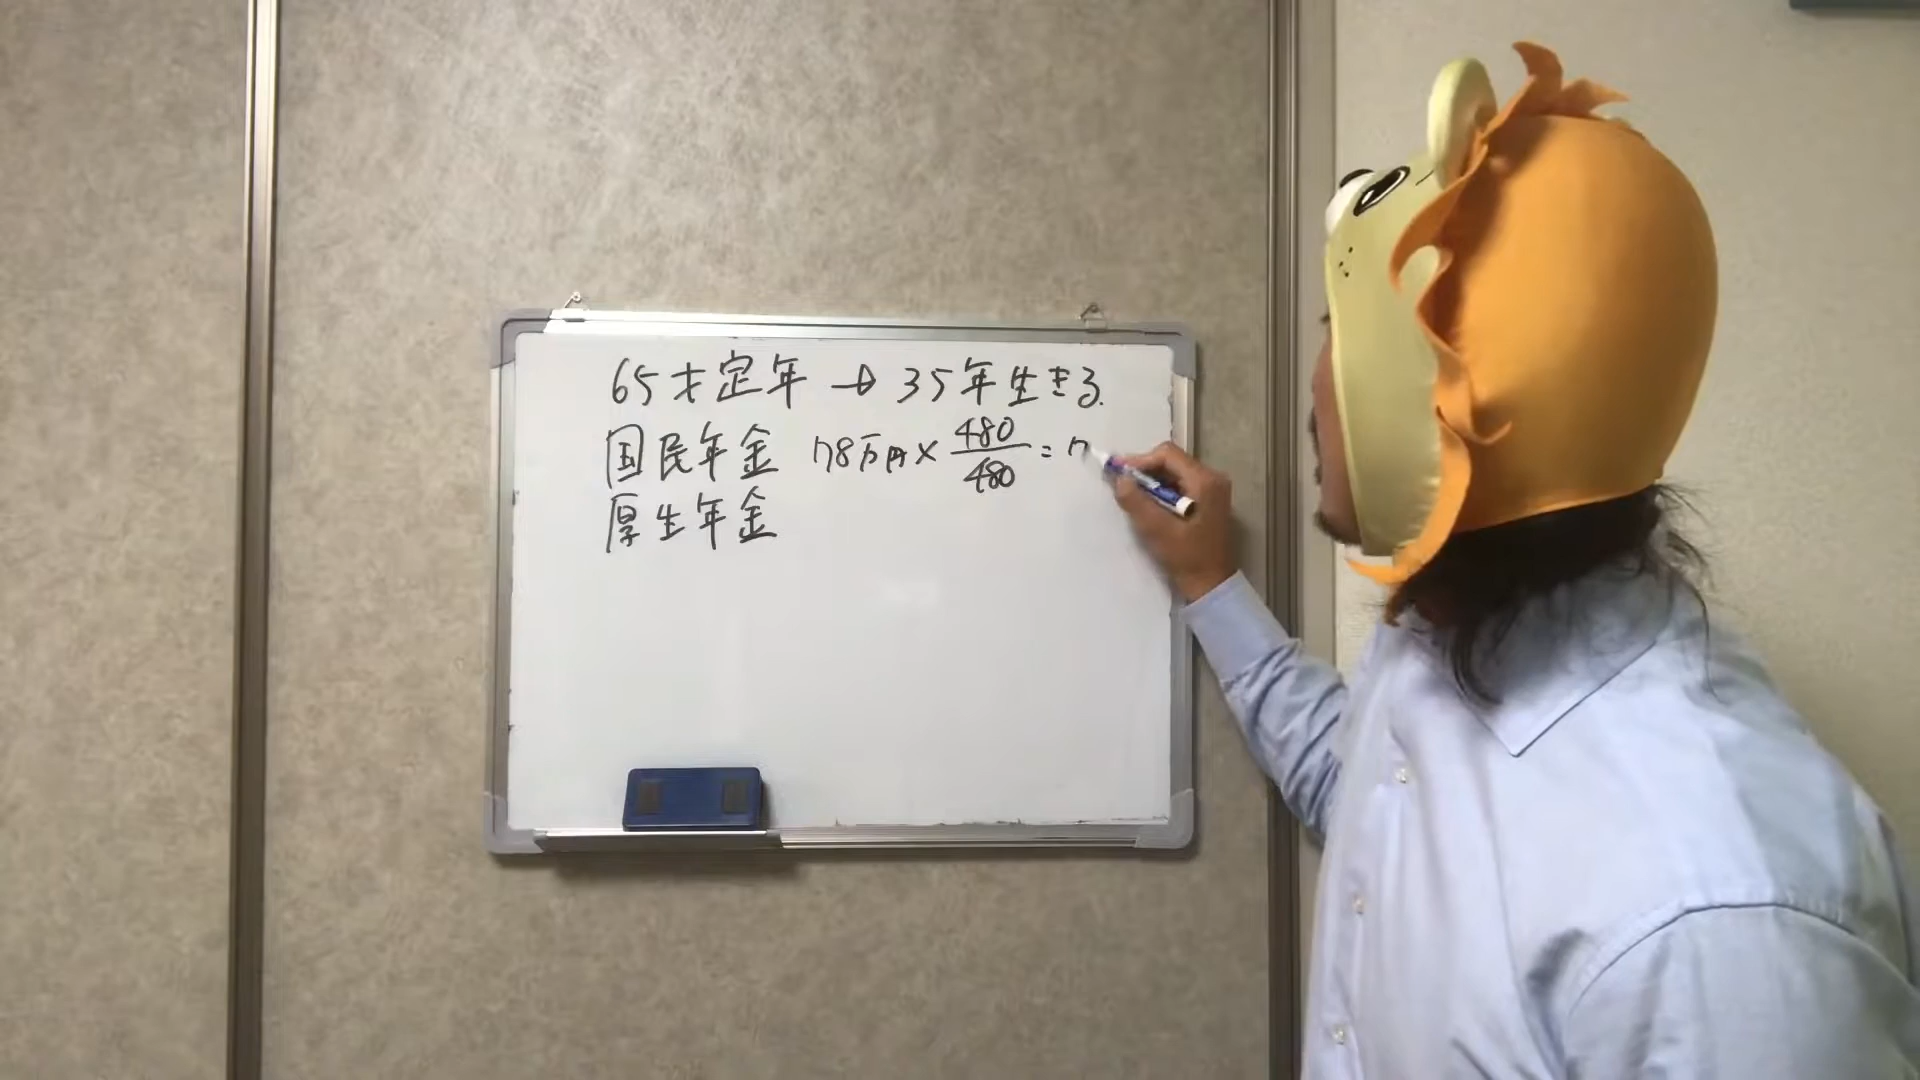 65才定年 → 35年生きる.
国民年金 78万円 × 480/480 = 7
厚生年金